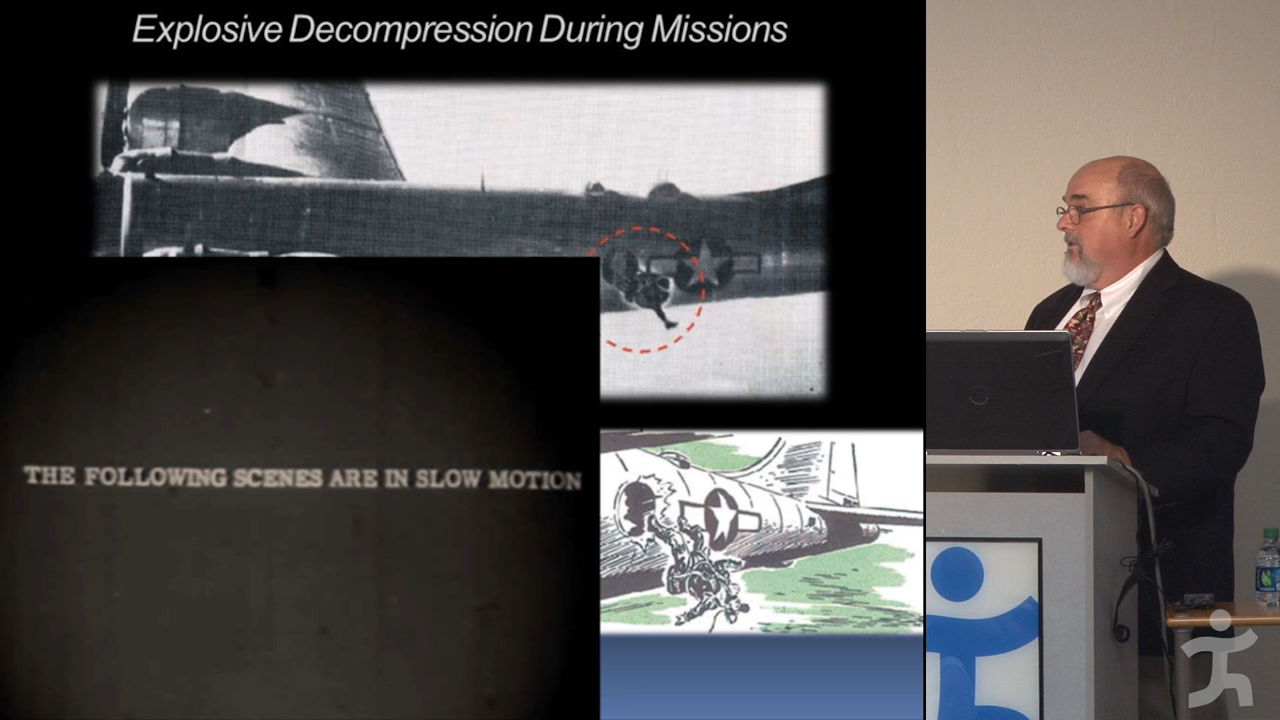 Explosive Decompression During Missions
THE FOLLOWING SCENES ARE IN SLOW MOTION